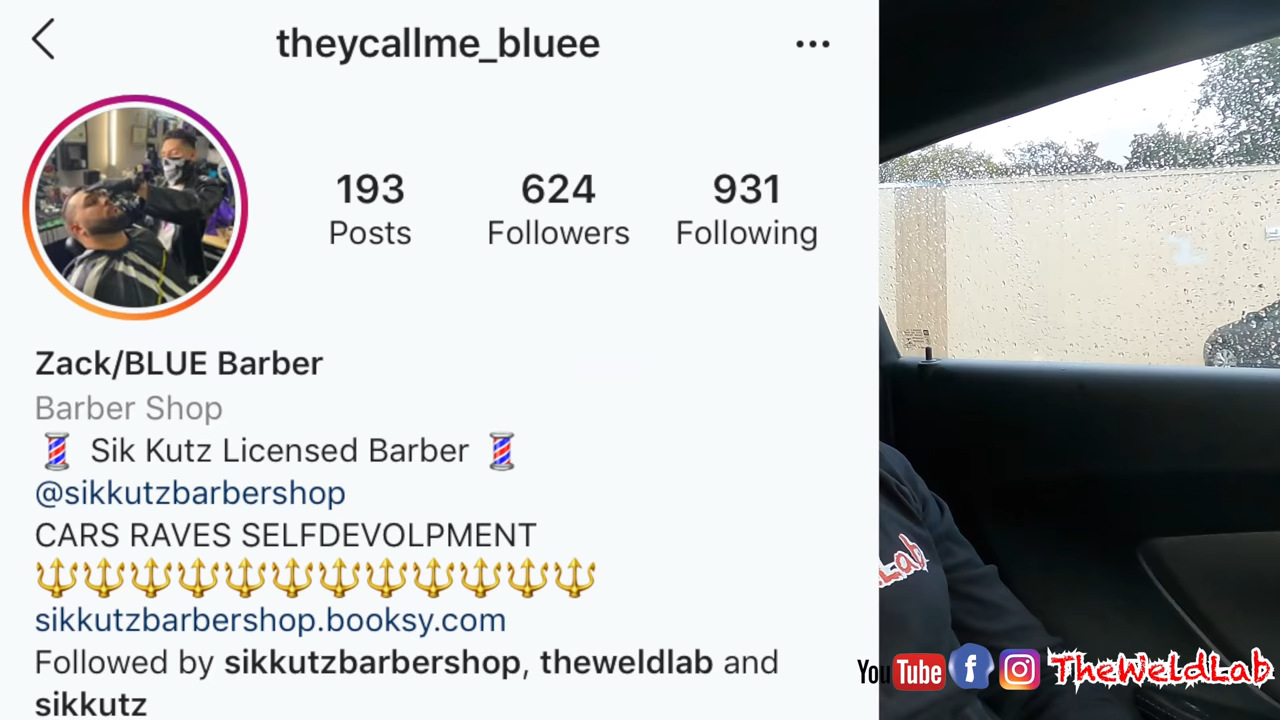 theycallme_bluee
193
Posts
624
Followers
931
Following
Zack/BLUE Barber
Barber Shop
💈 Sik Kutz Licensed Barber 💈
@sikkutzbarbershop
CARS RAVES SELFDEVOLPMENT
🔱🔱🔱🔱🔱🔱🔱🔱🔱🔱🔱🔱
sikkutzbarbershop.booksy.com
Followed by sikkutzbarbershop, theweldlab and
sikkutz
Lab
YouTube f TheWeldLab